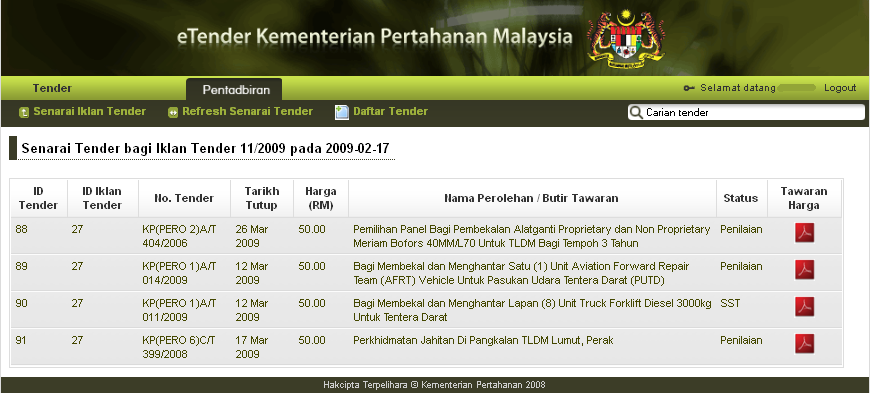 eTender Kementerian Pertahanan Malaysia
Tender Pentadbiran Selamat datang Logout
Senarai Iklan Tender Refresh Senarai Tender Daftar Tender Carian tender
Senarai Tender bagi Iklan Tender 11/2009 pada 2009-02-17
ID Tender ID Iklan Tender No. Tender Tarikh Tutup Harga (RM) Nama Perolehan / Butir Tawaran Status Tawaran Harga
88 27 KP(PERO 2)A/T 404/2006 26 Mar 2009 50.00 Pemilihan Panel Bagi Pembekalan Alatganti Proprietary dan Non Proprietary Meriam Bofors 40MM/L70 Untuk TLDM Bagi Tempoh 3 Tahun Penilaian
89 27 KP(PERO 1)A/T 014/2009 12 Mar 2009 50.00 Bagi Membekal dan Menghantar Satu (1) Unit Aviation Forward Repair Team (AFRT) Vehicle Untuk Pasukan Udara Tentera Darat (PUTD) Penilaian
90 27 KP(PERO 1)A/T 011/2009 12 Mar 2009 50.00 Bagi Membekal dan Menghantar Lapan (8) Unit Truck Forklift Diesel 3000kg Untuk Tentera Darat SST
91 27 KP(PERO 6)C/T 399/2008 17 Mar 2009 50.00 Perkhidmatan Jahitan Di Pangkalan TLDM Lumut, Perak Penilaian
Hakcipta Terpelihara © Kementerian Pertahanan 2008